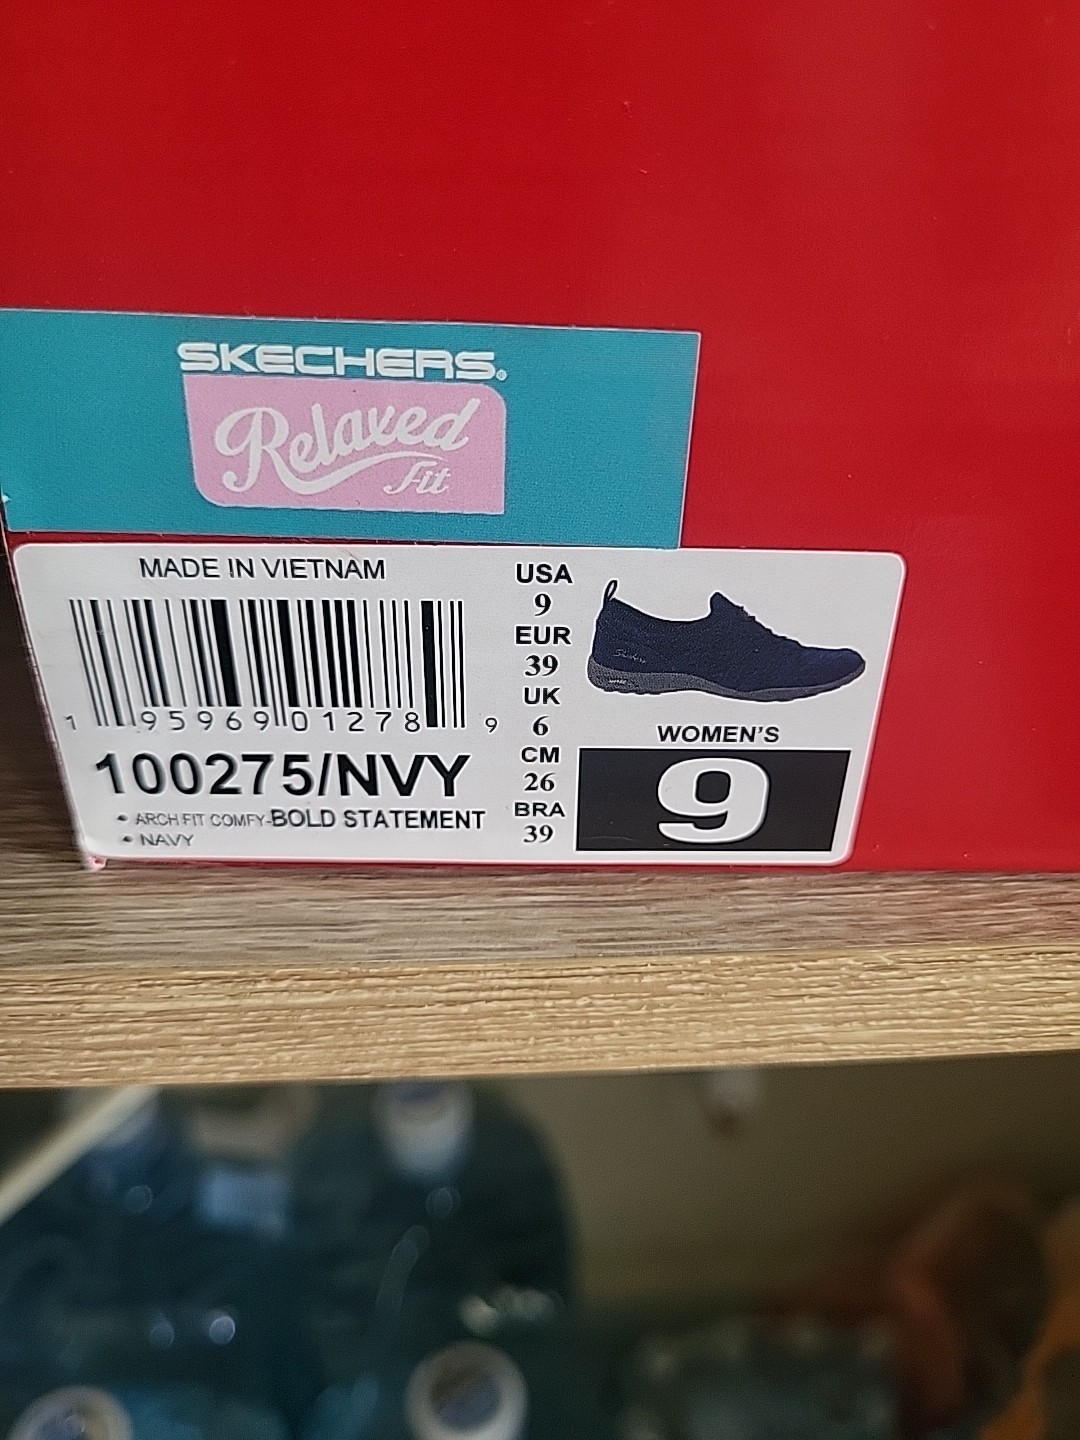 SKECHERS®
Relaxed
Fit
MADE IN VIETNAM
1 95969 01278 9
100275/NVY
• ARCH FIT COMFY-BOLD STATEMENT
• NAVY
USA
9
EUR
39
UK
6
CM
26
BRA
39
Skechers
WOMEN'S
9